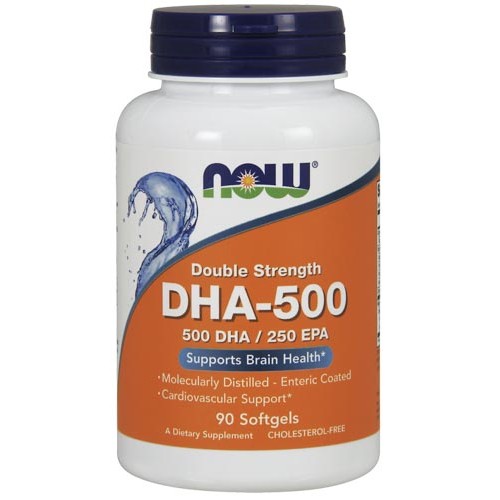 NOW®
Double Strength
DHA-500
500 DHA / 250 EPA
Supports Brain Health*
•Molecularly Distilled - Enteric Coated
•Cardiovascular Support*
90 Softgels
A Dietary Supplement CHOLESTEROL-FREE